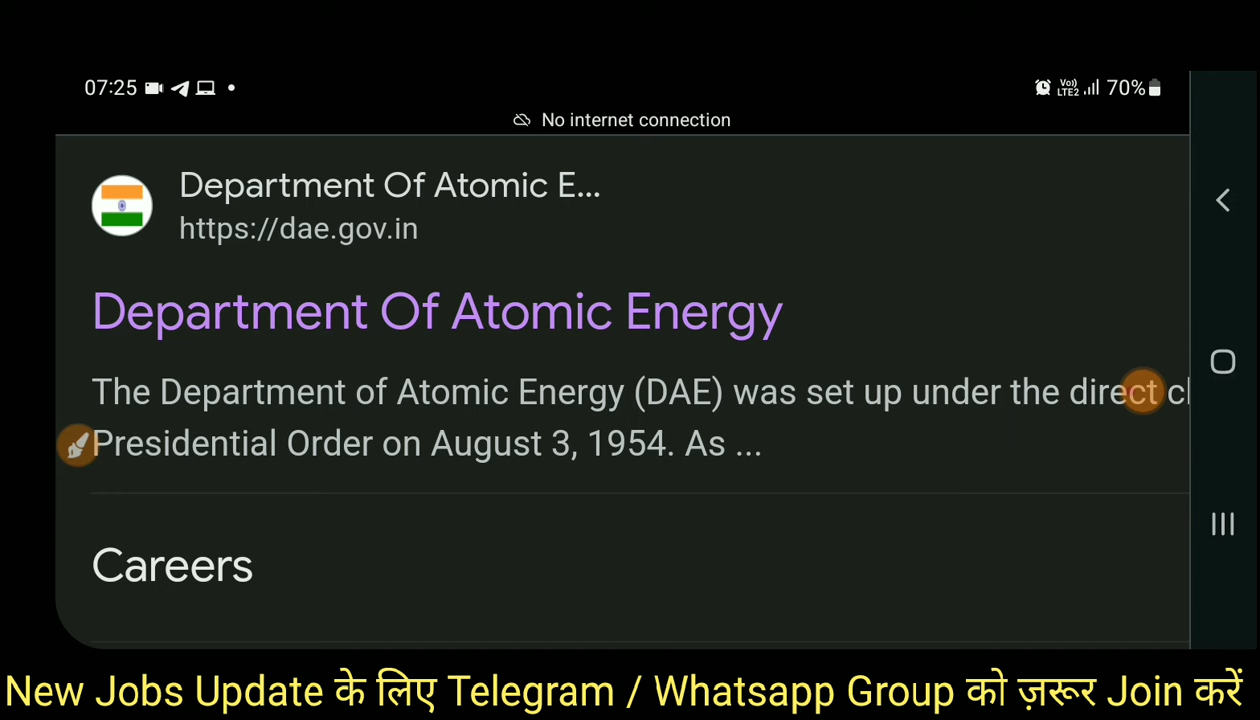 07:25
Vo) LTE2 70%
No internet connection
Department Of Atomic E...
https://dae.gov.in
Department Of Atomic Energy
The Department of Atomic Energy (DAE) was set up under the direct
Presidential Order on August 3, 1954. As ...
Careers
New Jobs Update के लिए Telegram / Whatsapp Group को ज़रूर Join करें